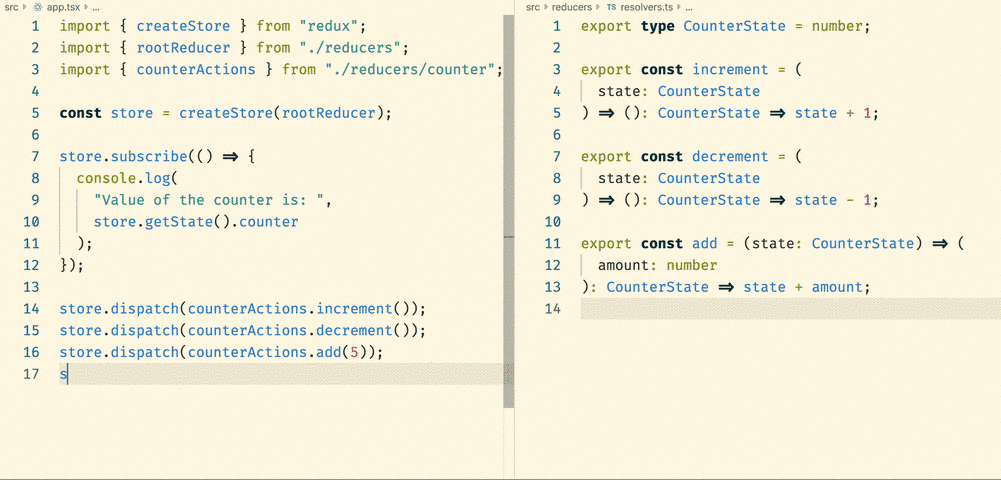 src app.tsx ...
1 import { createStore } from "redux";
2 import { rootReducer } from "./reducers";
3 import { counterActions } from "./reducers/counter";
4
5 const store = createStore(rootReducer);
6
7 store.subscribe(() ⇒ {
8 console.log(
9 "Value of the counter is: ",
10 store.getState().counter
11 );
12 });
13
14 store.dispatch(counterActions.increment());
15 store.dispatch(counterActions.decrement());
16 store.dispatch(counterActions.add(5));
17 s
src reducers TS resolvers.ts ...
1 export type CounterState = number;
2
3 export const increment = (
4 state: CounterState
5 ) ⇒ (): CounterState ⇒ state + 1;
6
7 export const decrement = (
8 state: CounterState
9 ) ⇒ (): CounterState ⇒ state - 1;
10
11 export const add = (state: CounterState) ⇒ (
12 amount: number
13 ): CounterState ⇒ state + amount;
14